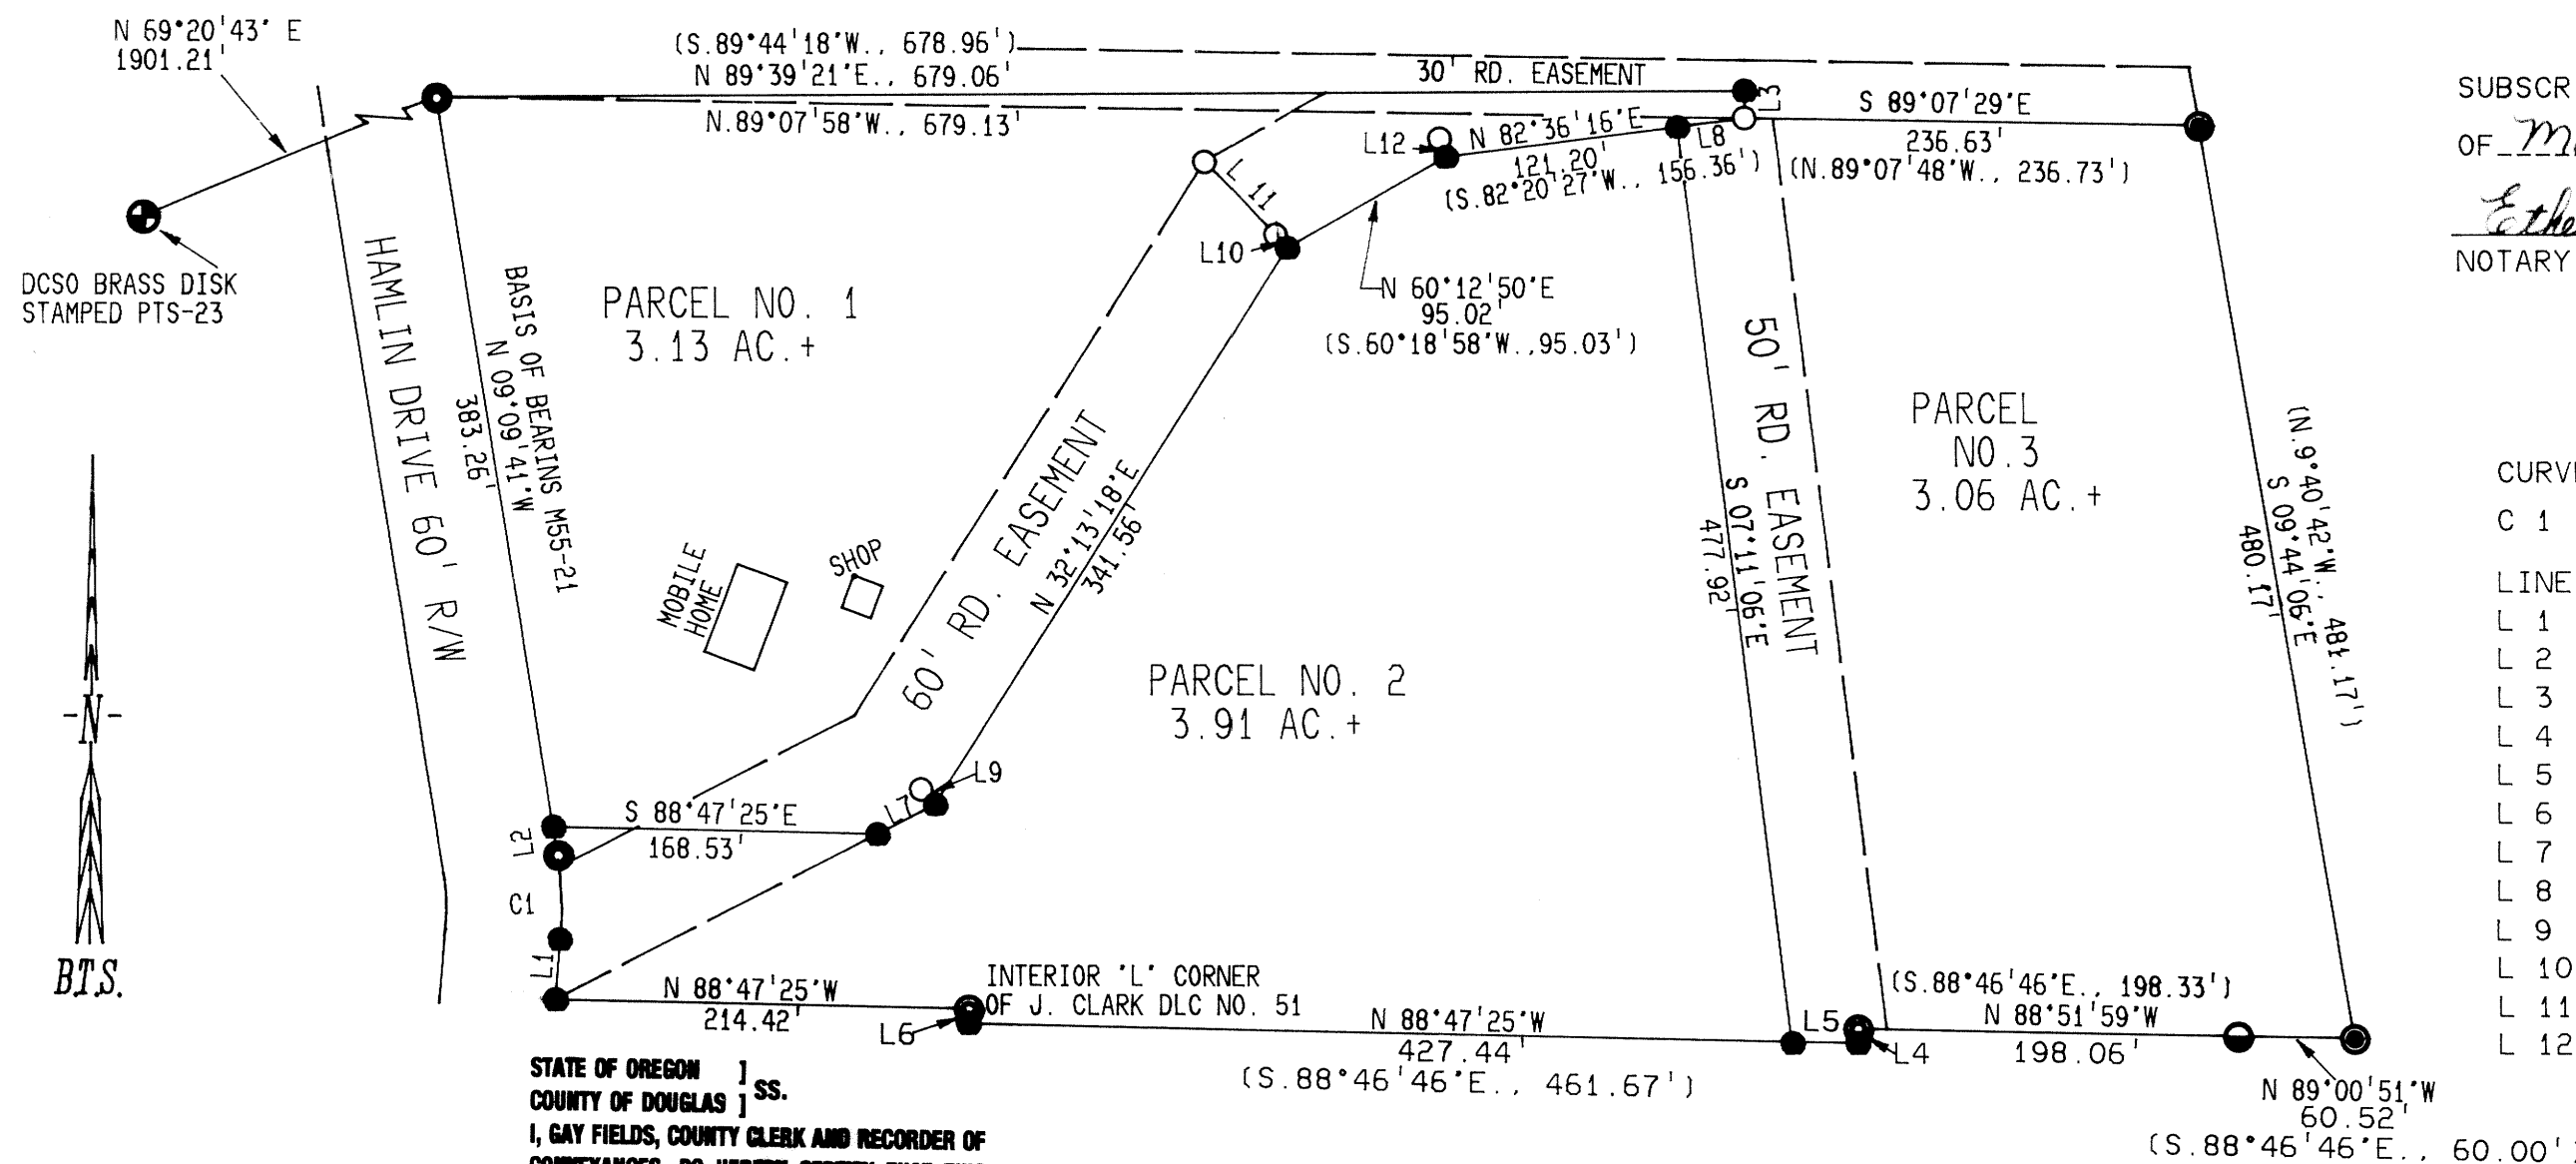 N 69°20'43" E
1901.21'
(S.89°44'18"W., 678.96')
N 89°39'21"E., 679.06'
N.89°07'58"W., 679.13'
30' RD. EASEMENT
L3
S 89°07'29"E
236.63'
(N.89°07'48"W., 236.73')
L12
N 82°36'16"E
121.20'
(S.82°20'27"W., 156.36')
L8
L 11
L10
N 60°12'50"E
95.02'
(S.60°18'58"W.,95.03')
DCSO BRASS DISK
STAMPED PTS-23
HAMLIN DRIVE 60' R/W
BASIS OF BEARINS M55-21
N 09°09'41"W
383.26'
PARCEL NO. 1
3.13 AC.+
MOBILE
HOME
SHOP
60' RD. EASEMENT
N 32°13'18"E
341.56'
PARCEL NO. 2
3.91 AC.+
50' RD. EASEMENT
S 07°11'06"E
477.92'
PARCEL
NO.3
3.06 AC.+
(N.9°40'42"W., 481.17')
S 09°44'06"E
480.17'
N
B.T.S.
L2
S 88°47'25"E
168.53'
L7
L9
C1
L1
N 88°47'25"W
214.42'
L6
INTERIOR "L" CORNER
OF J. CLARK DLC NO. 51
N 88°47'25"W
427.44'
(S.88°46'46"E., 461.67')
L5
L4
(S.88°46'46"E., 198.33')
N 88°51'59"W
198.06'
N 89°00'51"W
60.52'
(S.88°46'46"E., 60.00'
STATE OF OREGON ]
COUNTY OF DOUGLAS ] SS.
I, GAY FIELDS, COUNTY CLERK AND RECORDER OF
SUBSCR
OF
Ethe
NOTARY
CURV
C 1
LINE
L 1
L 2
L 3
L 4
L 5
L 6
L 7
L 8
L 9
L 10
L 11
L 12